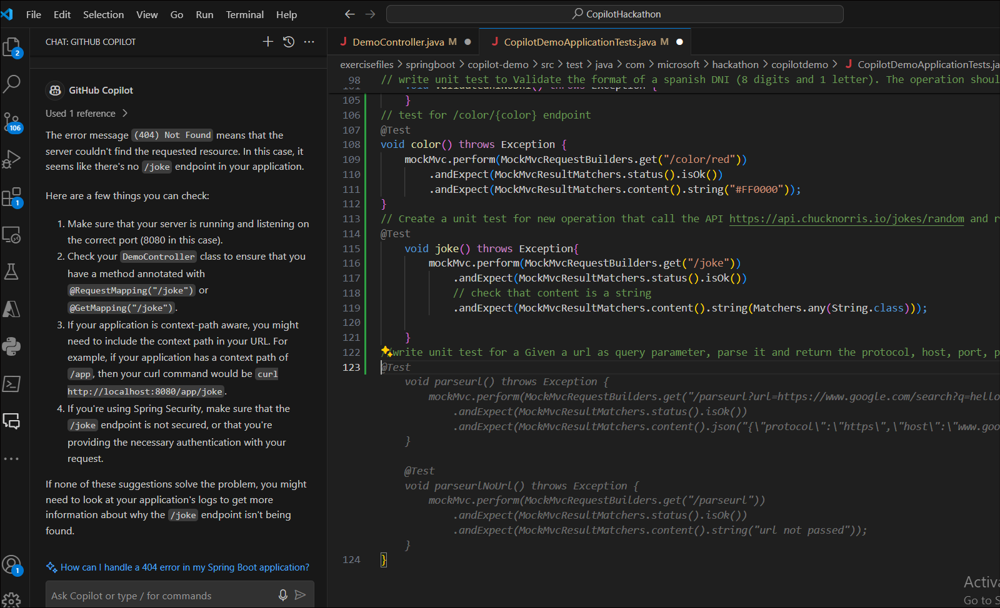 File Edit Selection View Go Run Terminal Help
CopilotHackathon
CHAT: GITHUB COPILOT
DemoController.java M
CopilotDemoApplicationTests.java M
exercisefiles > springboot > copilot-demo > src > test > java > com > microsoft > hackathon > copilotdemo > CopilotDemoApplicationTests.ja
2
106
1
1
GitHub Copilot
Used 1 reference >
The error message (404) Not Found means that the
server couldn't find the requested resource. In this case, it
seems like there's no /joke endpoint in your application.
Here are a few things you can check:
1. Make sure that your server is running and listening on
the correct port (8080 in this case).
2. Check your DemoController class to ensure that you
have a method annotated with
@RequestMapping("/joke") or
@GetMapping("/joke").
3. If your application is context-path aware, you might
need to include the context path in your URL. For
example, if your application has a context path of
/app, then your curl command would be curl
http://localhost:8080/app/joke.
4. If you're using Spring Security, make sure that the
/joke endpoint is not secured, or that you're
providing the necessary authentication with your
request.
If none of these suggestions solve the problem, you might
need to look at your application's logs to get more
information about why the /joke endpoint isn't being
found.
How can I handle a 404 error in my Spring Boot application?
Ask Copilot or type / for commands
98 // write unit test to Validate the format of a spanish DNI (8 digits and 1 letter). The operation shoul
105 }
106 // test for /color/{color} endpoint
107 @Test
108 void color() throws Exception {
109 mockMvc.perform(MockMvcRequestBuilders.get("/color/red"))
110 .andExpect(MockMvcResultMatchers.status().isOk())
111 .andExpect(MockMvcResultMatchers.content().string("#FF0000"));
112 }
113 // Create a unit test for new operation that call the API https://api.chucknorris.io/jokes/random and r
114 @Test
115 void joke() throws Exception{
116 mockMvc.perform(MockMvcRequestBuilders.get("/joke"))
117 .andExpect(MockMvcResultMatchers.status().isOk())
118 // check that content is a string
119 .andExpect(MockMvcResultMatchers.content().string(Matchers.any(String.class)));
120
121 }
122 /write unit test for a Given a url as query parameter, parse it and return the protocol, host, port, p
123 @Test
void parseurl() throws Exception {
mockMvc.perform(MockMvcRequestBuilders.get("/parseurl?url=https://www.google.com/search?q=hello
.andExpect(MockMvcResultMatchers.status().isOk())
.andExpect(MockMvcResultMatchers.content().json("{\"protocol\":\"https\",\"host\":\"www.goo
}
@Test
void parseurlNoUrl() throws Exception {
mockMvc.perform(MockMvcRequestBuilders.get("/parseurl"))
.andExpect(MockMvcResultMatchers.status().isOk())
.andExpect(MockMvcResultMatchers.content().string("url not passed"));
}
124 }
Activa
Go to S